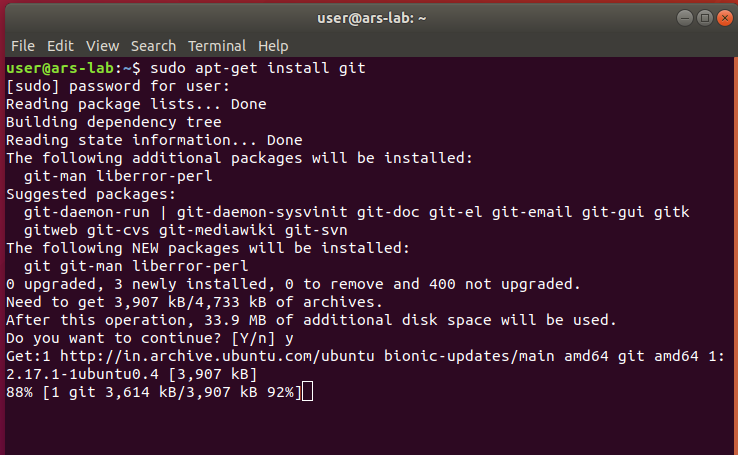 user@ars-lab: ~
File Edit View Search Terminal Help
user@ars-lab:~$ sudo apt-get install git
[sudo] password for user:
Reading package lists... Done
Building dependency tree
Reading state information... Done
The following additional packages will be installed:
  git-man liberror-perl
Suggested packages:
  git-daemon-run | git-daemon-sysvinit git-doc git-el git-email git-gui gitk
  gitweb git-cvs git-mediawiki git-svn
The following NEW packages will be installed:
  git git-man liberror-perl
0 upgraded, 3 newly installed, 0 to remove and 400 not upgraded.
Need to get 3,907 kB/4,733 kB of archives.
After this operation, 33.9 MB of additional disk space will be used.
Do you want to continue? [Y/n] y
Get:1 http://in.archive.ubuntu.com/ubuntu bionic-updates/main amd64 git amd64 1:
2.17.1-1ubuntu0.4 [3,907 kB]
88% [1 git 3,614 kB/3,907 kB 92%]